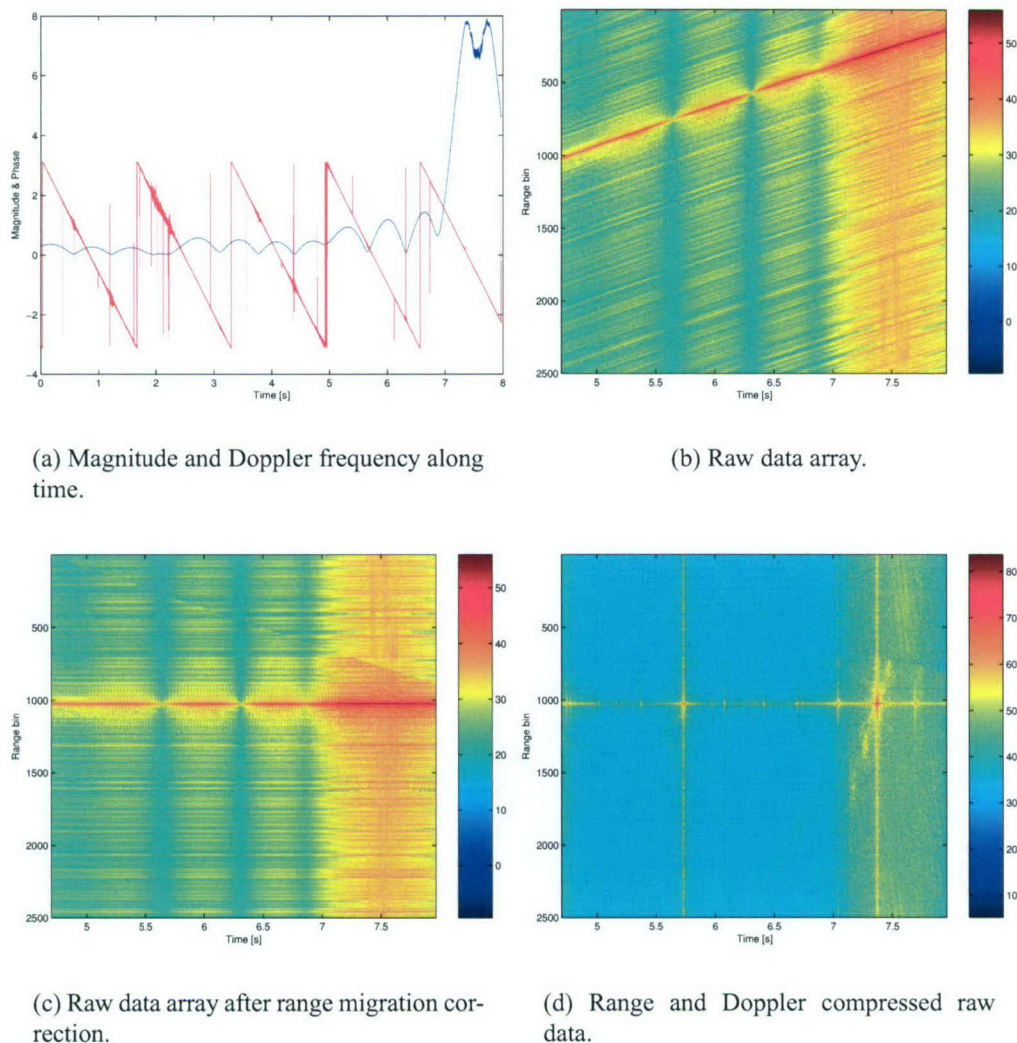 8
6
4
2
0
-2
-4
Magnitude & Phase
0 1 2 3 4 5 6 7 8
Time [s]
(a) Magnitude and Doppler frequency along
time.
500
1000
1500
2000
2500
Range bin
5 5.5 6 6.5 7 7.5
Time [s]
50
40
30
20
10
0
(b) Raw data array.
500
1000
1500
2000
2500
Range bin
5 5.5 6 6.5 7 7.5
Time [s]
50
40
30
20
10
0
(c) Raw data array after range migration cor-
rection.
500
1000
1500
2000
2500
Range bin
5 5.5 6 6.5 7 7.5
Time [s]
80
70
60
50
40
30
20
10
(d) Range and Doppler compressed raw
data.